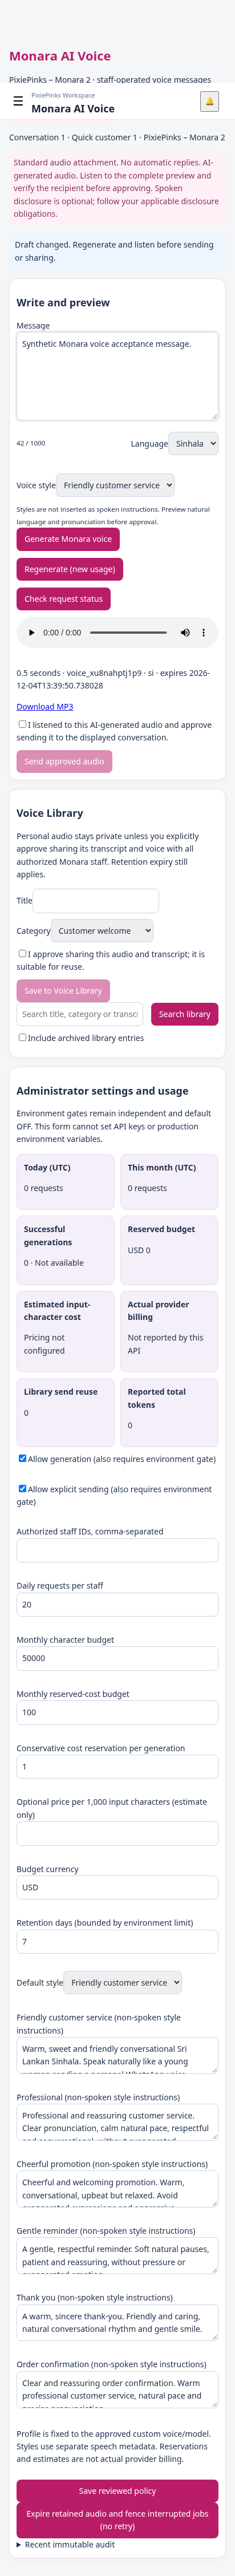 Monara AI Voice
PixiePinks – Monara 2 · staff-operated voice messages
☰
PixiePinks Workspace
Monara AI Voice
Conversation 1 · Quick customer 1 · PixiePinks – Monara 2
Standard audio attachment. No automatic replies. AI-
generated audio. Listen to the complete preview and
verify the recipient before approving. Spoken
disclosure is optional; follow your applicable disclosure
obligations.
Draft changed. Regenerate and listen before sending
or sharing.
Write and preview
Message
Synthetic Monara voice acceptance message.
42 / 1000
Language Sinhala
Voice style Friendly customer service
Styles are not inserted as spoken instructions. Preview natural
language and pronunciation before approval.
Generate Monara voice
Regenerate (new usage)
Check request status
0:00 / 0:00
0.5 seconds · voice_xu8nahptj1p9 · si · expires 2026-
12-04T13:39:50.738028
Download MP3
I listened to this AI-generated audio and approve
sending it to the displayed conversation.
Send approved audio
Voice Library
Personal audio stays private unless you explicitly
approve sharing its transcript and voice with all
authorized Monara staff. Retention expiry still
applies.
Title
Category Customer welcome
I approve sharing this audio and transcript; it is
suitable for reuse.
Save to Voice Library
Search title, category or transc
Search library
Include archived library entries
Administrator settings and usage
Environment gates remain independent and default
OFF. This form cannot set API keys or production
environment variables.
Today (UTC)
0 requests
This month (UTC)
0 requests
Successful
generations
0 · Not available
Reserved budget
USD 0
Estimated input-
character cost
Pricing not
configured
Actual provider
billing
Not reported by this
API
Library send reuse
0
Reported total
tokens
0
Allow generation (also requires environment gate)
Allow explicit sending (also requires environment
gate)
Authorized staff IDs, comma-separated
Daily requests per staff
20
Monthly character budget
50000
Monthly reserved-cost budget
100
Conservative cost reservation per generation
1
Optional price per 1,000 input characters (estimate
only)
Budget currency
USD
Retention days (bounded by environment limit)
7
Default style Friendly customer service
Friendly customer service (non-spoken style
instructions)
Warm, sweet and friendly conversational Sri
Lankan Sinhala. Speak naturally like a young
Professional (non-spoken style instructions)
Professional and reassuring customer service.
Clear pronunciation, calm natural pace, respectful
Cheerful promotion (non-spoken style instructions)
Cheerful and welcoming promotion. Warm,
conversational, upbeat but relaxed. Avoid
Gentle reminder (non-spoken style instructions)
A gentle, respectful reminder. Soft natural pauses,
patient and reassuring, without pressure or
Thank you (non-spoken style instructions)
A warm, sincere thank-you. Friendly and caring,
natural conversational rhythm and gentle smile.
Order confirmation (non-spoken style instructions)
Clear and reassuring order confirmation. Warm
professional customer service, natural pace and
Profile is fixed to the approved custom voice/model.
Styles use separate speech metadata. Reservations
and estimates are not actual provider billing.
Save reviewed policy
Expire retained audio and fence interrupted jobs
(no retry)
Recent immutable audit